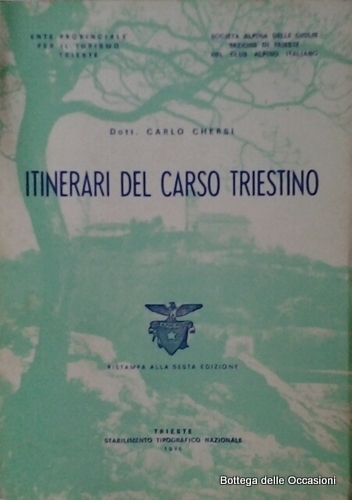 ENTE PROVINCIALE
PER IL TURISMO
TRIESTE
SOCIETÀ ALPINA DELLE GIULIE
SEZIONE DI TRIESTE
DEL CLUB ALPINO ITALIANO
Dott. CARLO CHERSI
ITINERARI DEL CARSO TRIESTINO
RISTAMPA ALLA SESTA EDIZIONE
TRIESTE
STABILIMENTO TIPOGRAFICO NAZIONALE
Bottega delle Occasioni